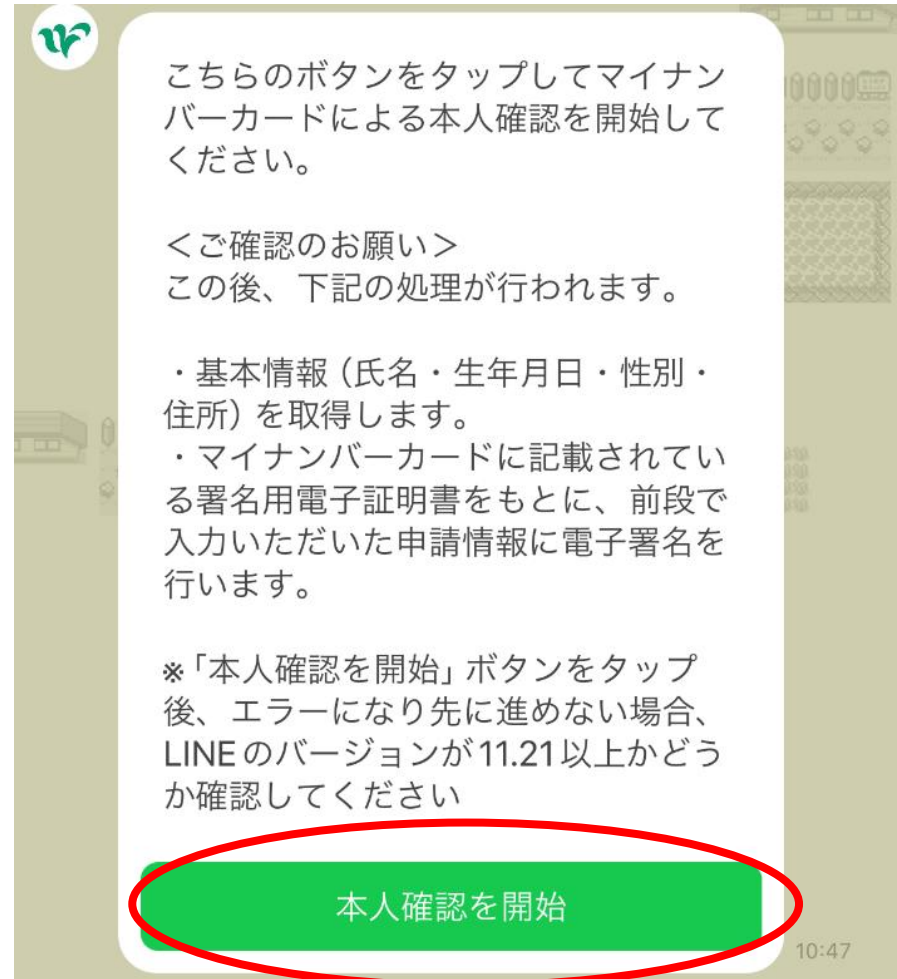 こちらのボタンをタップしてマイナン
バーカードによる本人確認を開始して
ください。
＜ご確認のお願い＞
この後、下記の処理が行われます。
・基本情報（氏名・生年月日・性別・
住所）を取得します。
・マイナンバーカードに記載されてい
る署名用電子証明書をもとに、前段で
入力いただいた申請情報に電子署名を
行います。
※「本人確認を開始」ボタンをタップ
後、エラーになり先に進めない場合、
LINEのバージョンが11.21以上かどう
か確認してください
本人確認を開始
10:47